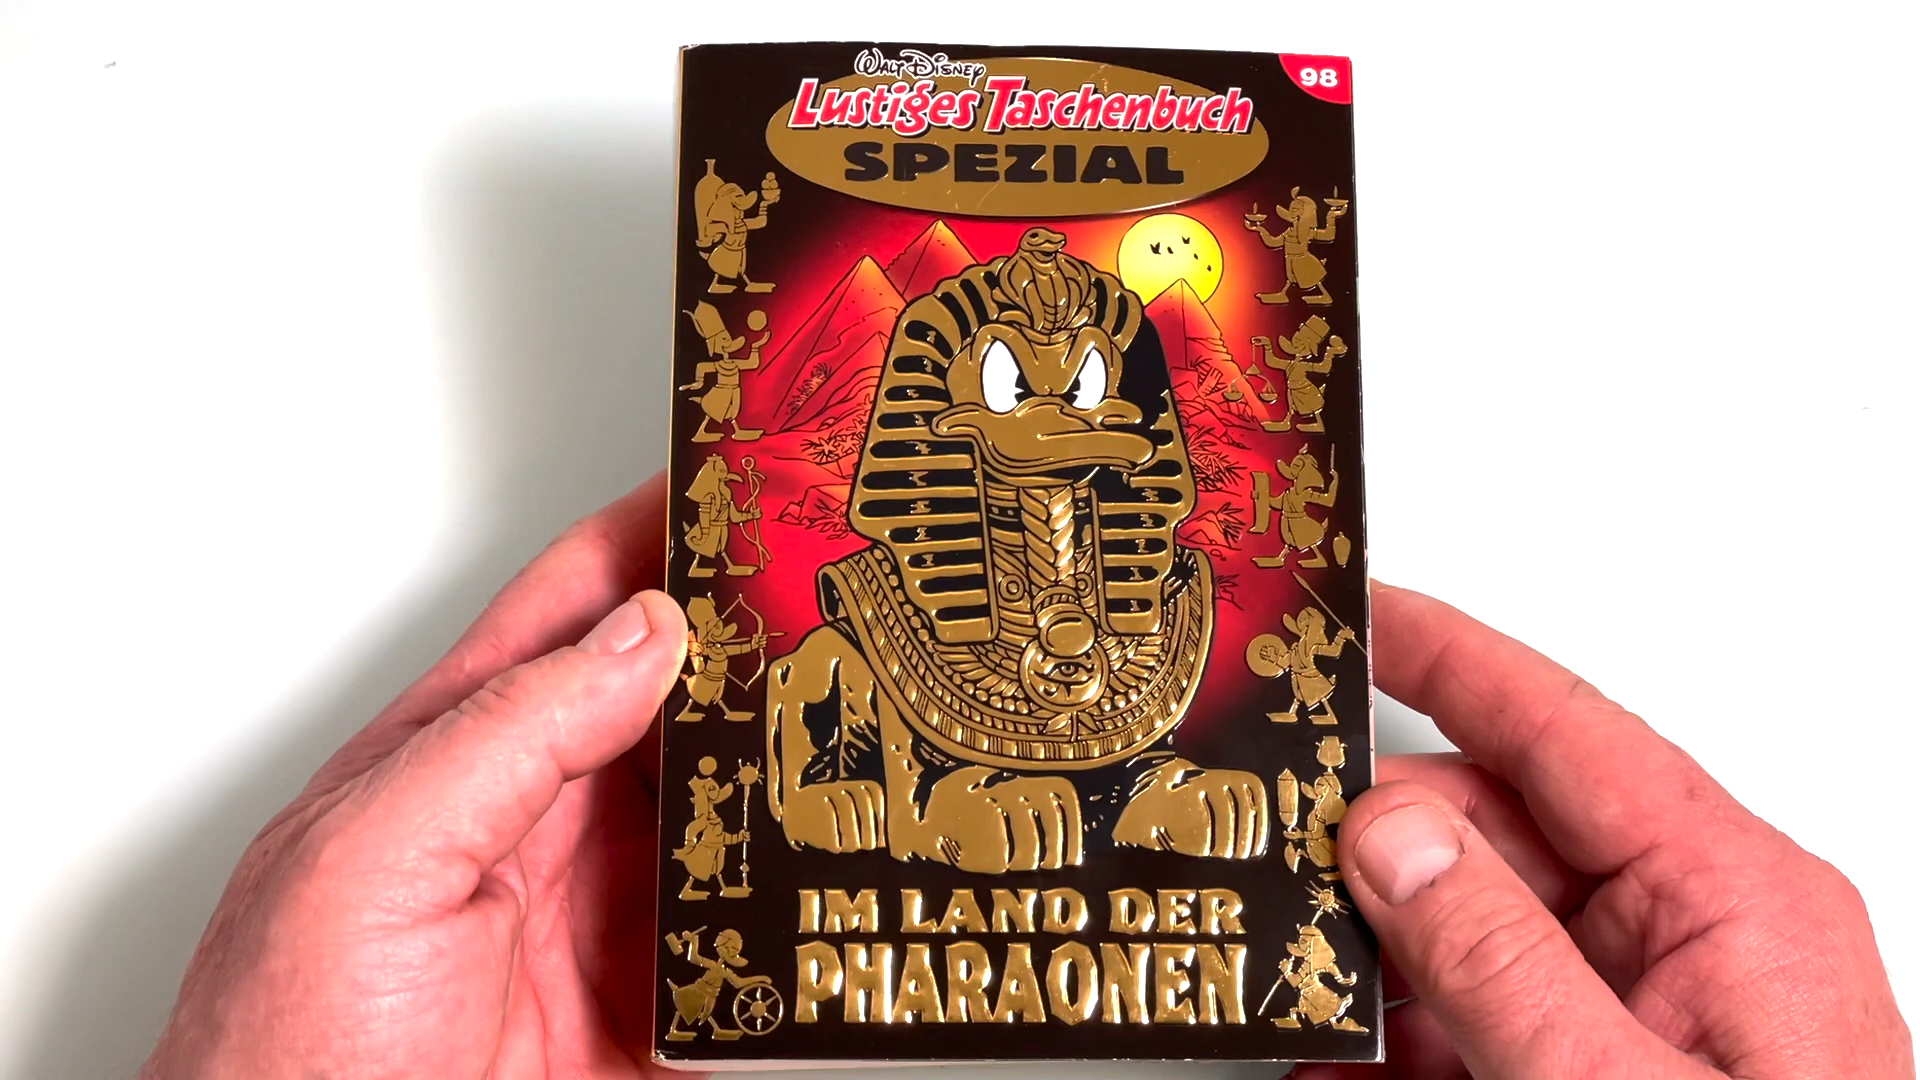 Walt Disney
98
Lustiges Taschenbuch
SPEZIAL
IM LAND DER
PHARAONEN